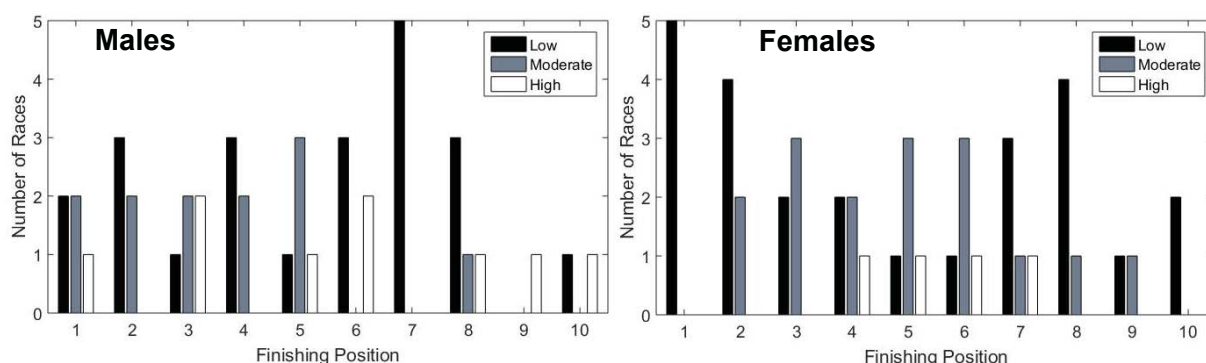 Males
Low
Moderate
High
Number of Races
5
4
3
2
1
0
1 2 3 4 5 6 7 8 9 10
Finishing Position
Females
Low
Moderate
High
Number of Races
5
4
3
2
1
0
1 2 3 4 5 6 7 8 9 10
Finishing Position